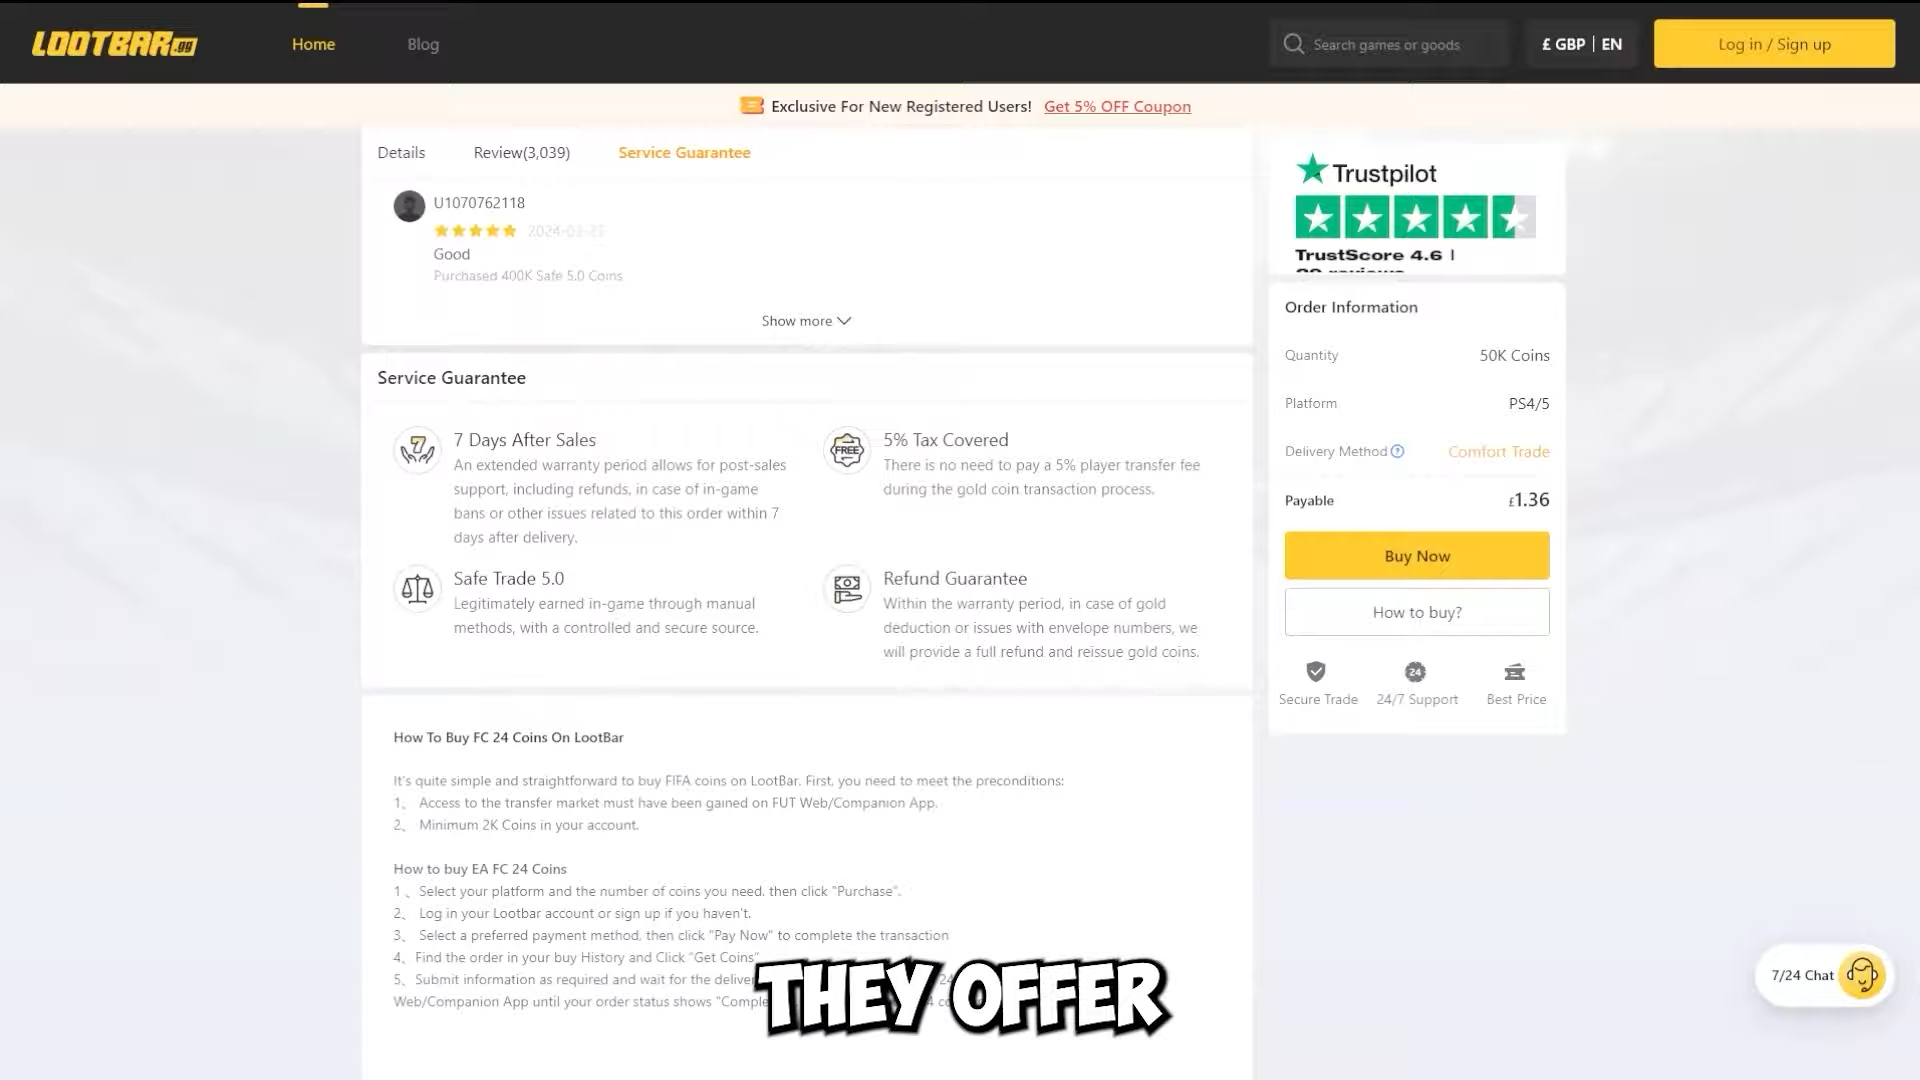 LOOTBAR.gg
Home
Blog
Search games or goods
£ GBP | EN
Log in / Sign up
Exclusive For New Registered Users! Get 5% OFF Coupon
Details
Review(3,039)
Service Guarantee
U1070762118
Good
Purchased 400K Safe 5.0 Coins
Show more
Service Guarantee
7 Days After Sales
An extended warranty period allows for post-sales
support, including refunds, in case of in-game
bans or other issues related to this order within 7
days after delivery.
FREE
5% Tax Covered
There is no need to pay a 5% player transfer fee
during the gold coin transaction process.
Safe Trade 5.0
Legitimately earned in-game through manual
methods, with a controlled and secure source.
Refund Guarantee
Within the warranty period, in case of gold
deduction or issues with envelope numbers, we
will provide a full refund and reissue gold coins.
How To Buy FC 24 Coins On LootBar
It's quite simple and straightforward to buy FIFA coins on LootBar. First, you need to meet the preconditions:
1、 Access to the transfer market must have been gained on FUT Web/Companion App.
2、 Minimum 2K Coins in your account.
How to buy EA FC 24 Coins
1 、Select your platform and the number of coins you need, then click "Purchase".
2、 Log in your Lootbar account or sign up if you haven't.
3、 Select a preferred payment method, then click "Pay Now" to complete the transaction
4、Find the order in your buy History and Click "Get Coins"
5、Submit information as required and wait for the
Web/Companion App until your order status shows
THEY OFFER
Trustpilot
TrustScore 4.6 |
Order Information
Quantity 50K Coins
Platform PS4/5
Delivery Method Comfort Trade
Payable £1.36
Buy Now
How to buy?
24
Secure Trade
24/7 Support
Best Price
7/24 Chat